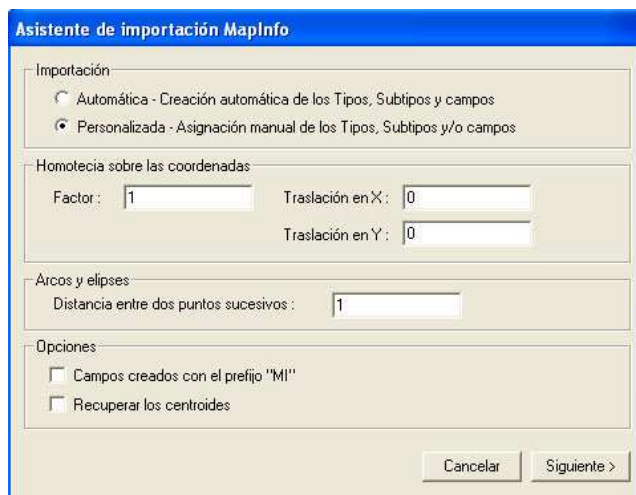 Asistente de importación MapInfo
Importación
Automática - Creación automática de los Tipos, Subtipos y campos
Personalizada - Asignación manual de los Tipos, Subtipos y/o campos
Homotecia sobre las coordenadas
Factor : 1 Traslación en X : 0
Traslación en Y : 0
Arcos y elipses
Distancia entre dos puntos sucesivos : 1
Opciones
Campos creados con el prefijo "MI"
Recuperar los centroides
Cancelar Siguiente >